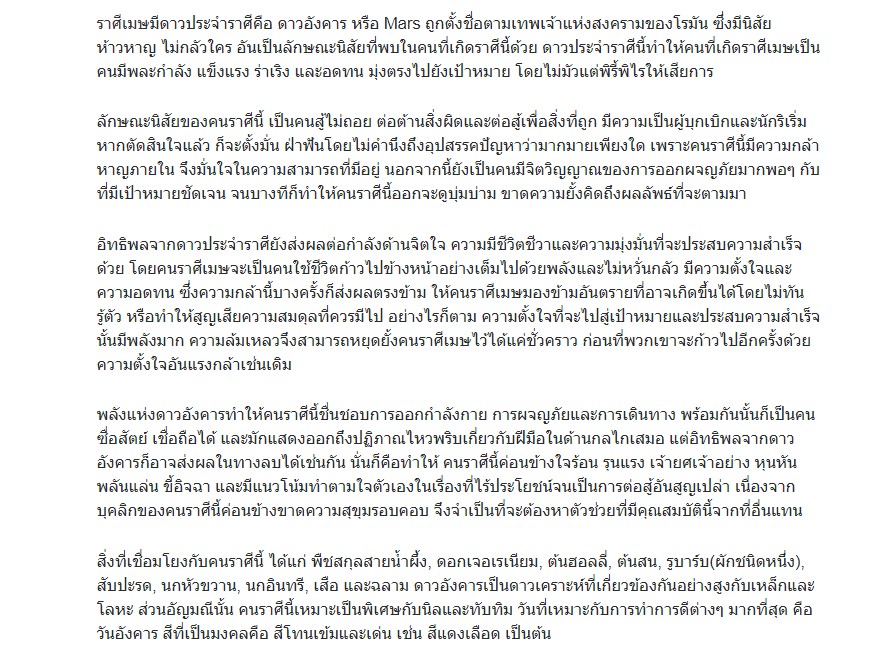 ราศีเมษมีดาวประจำราศีคือ ดาวอังคาร หรือ Mars ถูกตั้งชื่อตามเทพเจ้าแห่งสงครามของโรมัน ซึ่งมีนิสัย
ห้าวหาญ ไม่กลัวใคร อันเป็นลักษณะนิสัยที่พบในคนที่เกิดราศีนี้ด้วย ดาวประจำราศีนี้ทำให้คนที่เกิดราศีเมษเป็น
คนมีพละกำลัง แข็งแรง ร่าเริง และอดทน มุ่งตรงไปยังเป้าหมาย โดยไม่มัวแต่พิรี้พิไรให้เสียการ
ลักษณะนิสัยของคนราศีนี้ เป็นคนสู้ไม่ถอย ต่อต้านสิ่งผิดและต่อสู้เพื่อสิ่งที่ถูก มีความเป็นผู้บุกเบิกและนักริเริ่ม
หากตัดสินใจแล้ว ก็จะตั้งมั่น ฝ่าฟันโดยไม่คำนึงถึงอุปสรรคปัญหาว่ามากมายเพียงใด เพราะคนราศีนี้มีความกล้า
หาญภายใน จึงมั่นใจในความสามารถที่มีอยู่ นอกจากนี้ยังเป็นคนมีจิตวิญญาณของการออกผจญภัยมากพอๆ กับ
ที่มีเป้าหมายชัดเจน จนบางทีก็ทำให้คนราศีนี้ออกจะดูบุ่มบ่าม ขาดความยั้งคิดถึงผลลัพธ์ที่จะตามมา
อิทธิพลจากดาวประจำราศียังส่งผลต่อกำลังด้านจิตใจ ความมีชีวิตชีวาและความมุ่งมั่นที่จะประสบความสำเร็จ
ด้วย โดยคนราศีเมษจะเป็นคนใช้ชีวิตก้าวไปข้างหน้าอย่างเต็มไปด้วยพลังและไม่หวั่นกลัว มีความตั้งใจและ
ความอดทน ซึ่งความกล้านี้บางครั้งก็ส่งผลตรงข้าม ให้คนราศีเมษมองข้ามอันตรายที่อาจเกิดขึ้นได้โดยไม่ทัน
รู้ตัว หรือทำให้สูญเสียความสมดุลที่ควรมีไป อย่างไรก็ตาม ความตั้งใจที่จะไปสู่เป้าหมายและประสบความสำเร็จ
นั้นมีพลังมาก ความล้มเหลวจึงสามารถหยุดยั้งคนราศีเมษไว้ได้แค่ชั่วคราว ก่อนที่พวกเขาจะก้าวไปอีกครั้งด้วย
ความตั้งใจอันแรงกล้าเช่นเดิม
พลังแห่งดาวอังคารทำให้คนราศีนี้ชื่นชอบการออกกำลังกาย การผจญภัยและการเดินทาง พร้อมกันนั้นก็เป็นคน
ซื่อสัตย์ เชื่อถือได้ และมักแสดงออกถึงปฏิภาณไหวพริบเกี่ยวกับฝีมือในด้านกลไกเสมอ แต่อิทธิพลจากดาว
อังคารก็อาจส่งผลในทางลบได้เช่นกัน นั่นก็คือทำให้ คนราศีนี้ค่อนข้างใจร้อน รุนแรง เจ้ายศเจ้าอย่าง หุนหัน
พลันแล่น ขี้อิจฉา และมีแนวโน้มทำตามใจตัวเองในเรื่องที่ไร้ประโยชน์จนเป็นการต่อสู้อันสูญเปล่า เนื่องจาก
บุคลิกของคนราศีนี้ค่อนข้างขาดความสุขุมรอบคอบ จึงจำเป็นที่จะต้องหาตัวช่วยที่มีคุณสมบัตินี้จากที่อื่นแทน
สิ่งที่เชื่อมโยงกับคนราศีนี้ ได้แก่ พืชสกุลสายน้ำผึ้ง, ดอกเจอเรเนียม, ต้นฮอลลี่, ต้นสน, รูบาร์บ(ผักชนิดหนึ่ง),
สับปะรด, นกหัวขวาน, นกอินทรี, เสือ และฉลาม ดาวอังคารเป็นดาวเคราะห์ที่เกี่ยวข้องกันอย่างสูงกับเหล็กและ
โลหะ ส่วนอัญมณีนั้น คนราศีนี้เหมาะเป็นพิเศษกับนิลและทับทิม วันที่เหมาะกับการทำการดีต่างๆ มากที่สุด คือ
วันอังคาร สีที่เป็นมงคลคือ สีโทนเข้มและเด่น เช่น สีแดงเลือด เป็นต้น